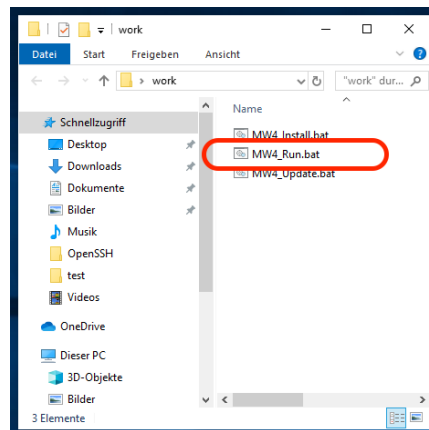 work
Datei Start Freigeben Ansicht
work "work" dur...
Name
Schnellzugriff
Desktop
Downloads
Dokumente
Bilder
Musik
OpenSSH
test
Videos
OneDrive
Dieser PC
3D-Objekte
Bilder
MW4_Install.bat
MW4_Run.bat
MW4_Update.bat
3 Elemente